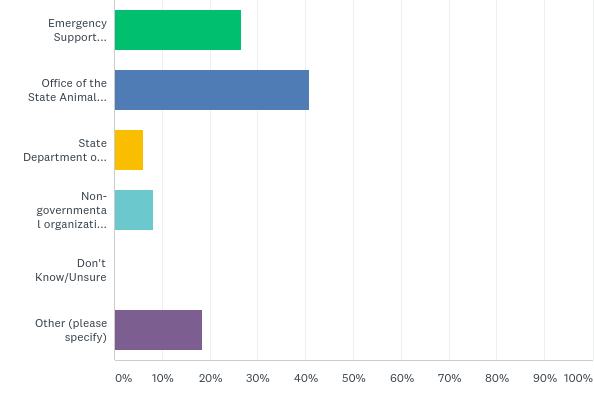 Emergency
Support...
Office of the
State Animal...
State
Department o...
Non-
governmenta
l organizati...
Don't
Know/Unsure
Other (please
specify)
0% 10% 20% 30% 40% 50% 60% 70% 80% 90% 100%